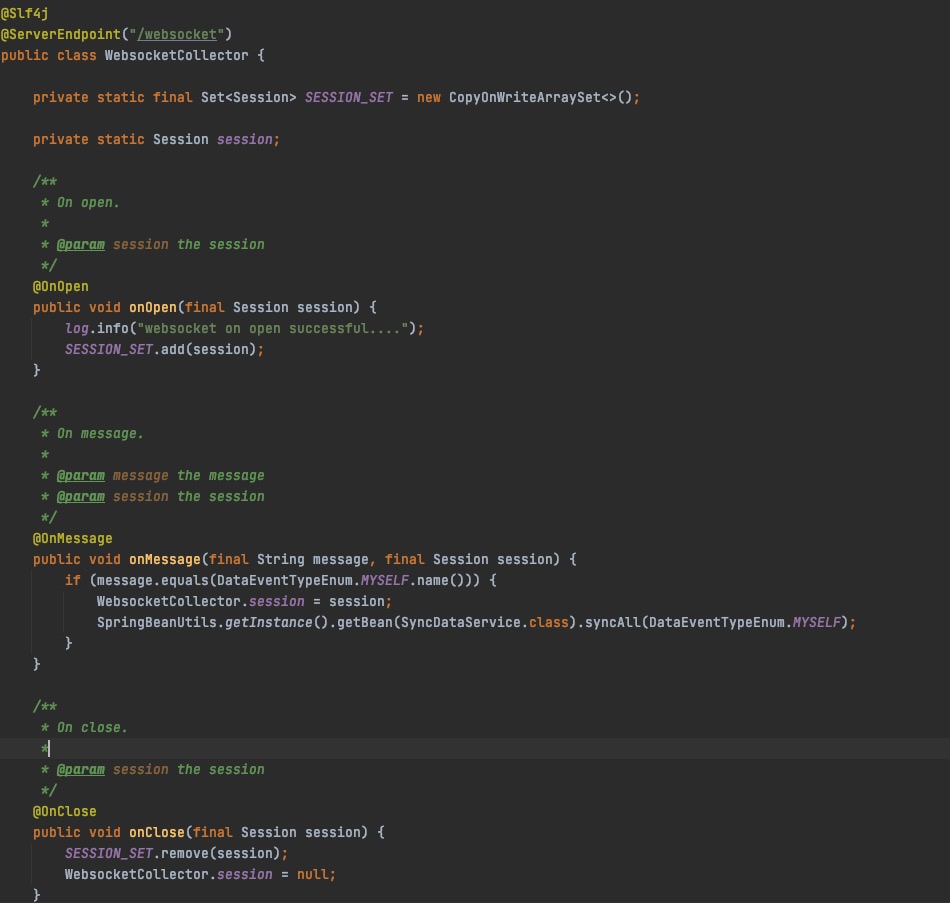 @Slf4j
@ServerEndpoint("/websocket")
public class WebsocketCollector {
    private static final Set<Session> SESSION_SET = new CopyOnWriteArraySet<>();
    private static Session session;
    /**
     * On open.
     *
     * @param session the session
     */
    @OnOpen
    public void onOpen(final Session session) {
        log.info("websocket on open successful....");
        SESSION_SET.add(session);
    }
    /**
     * On message.
     *
     * @param message the message
     * @param session the session
     */
    @OnMessage
    public void onMessage(final String message, final Session session) {
        if (message.equals(DataEventTypeEnum.MYSELF.name())) {
            WebsocketCollector.session = session;
            SpringBeanUtils.getInstance().getBean(SyncDataService.class).syncAll(DataEventTypeEnum.MYSELF);
        }
    }
    /**
     * On close.
     *
     * @param session the session
     */
    @OnClose
    public void onClose(final Session session) {
        SESSION_SET.remove(session);
        WebsocketCollector.session = null;
    }